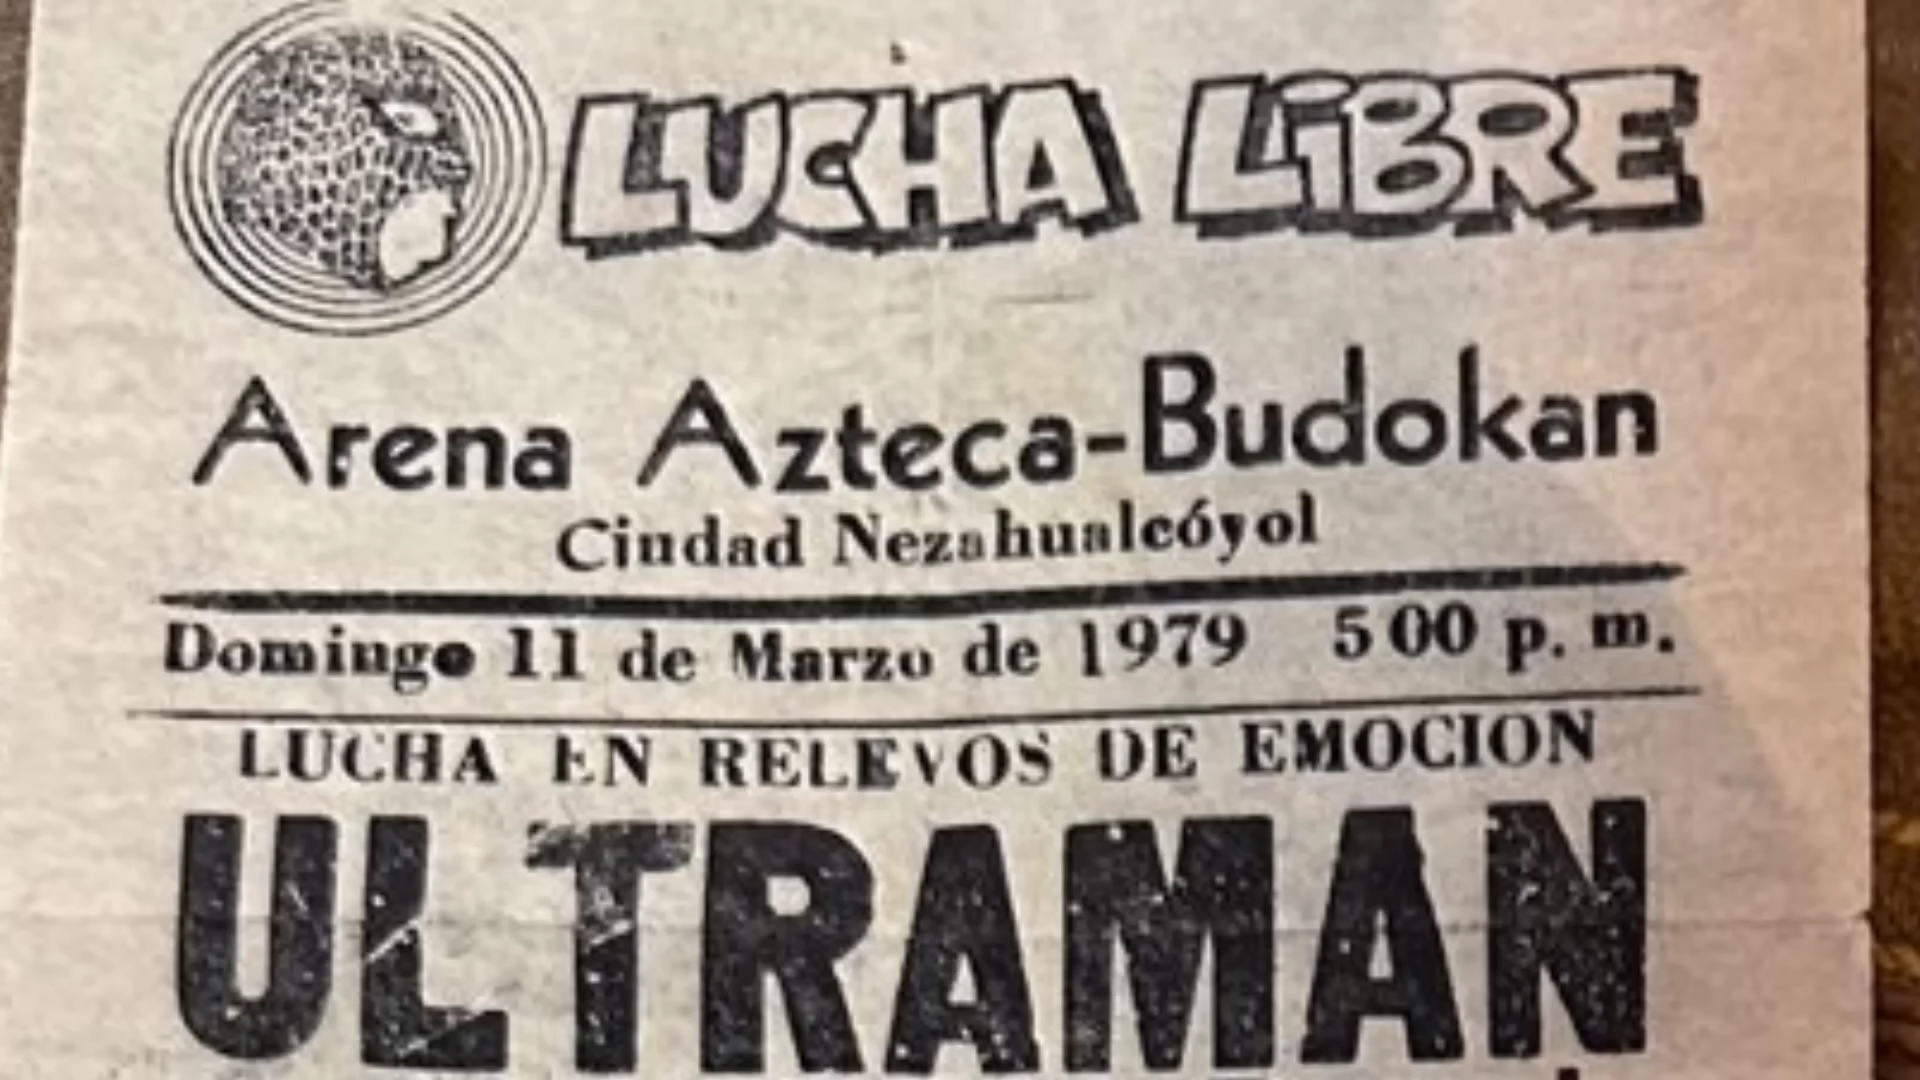 LUCHA LiBRE
Arena Azteca-Budokan
Ciudad Nezahualcóyol
Domingo 11 de Marzo de 1979 5 00 p. m.
LUCHA EN RELEVOS DE EMOCION
ULTRAMAN